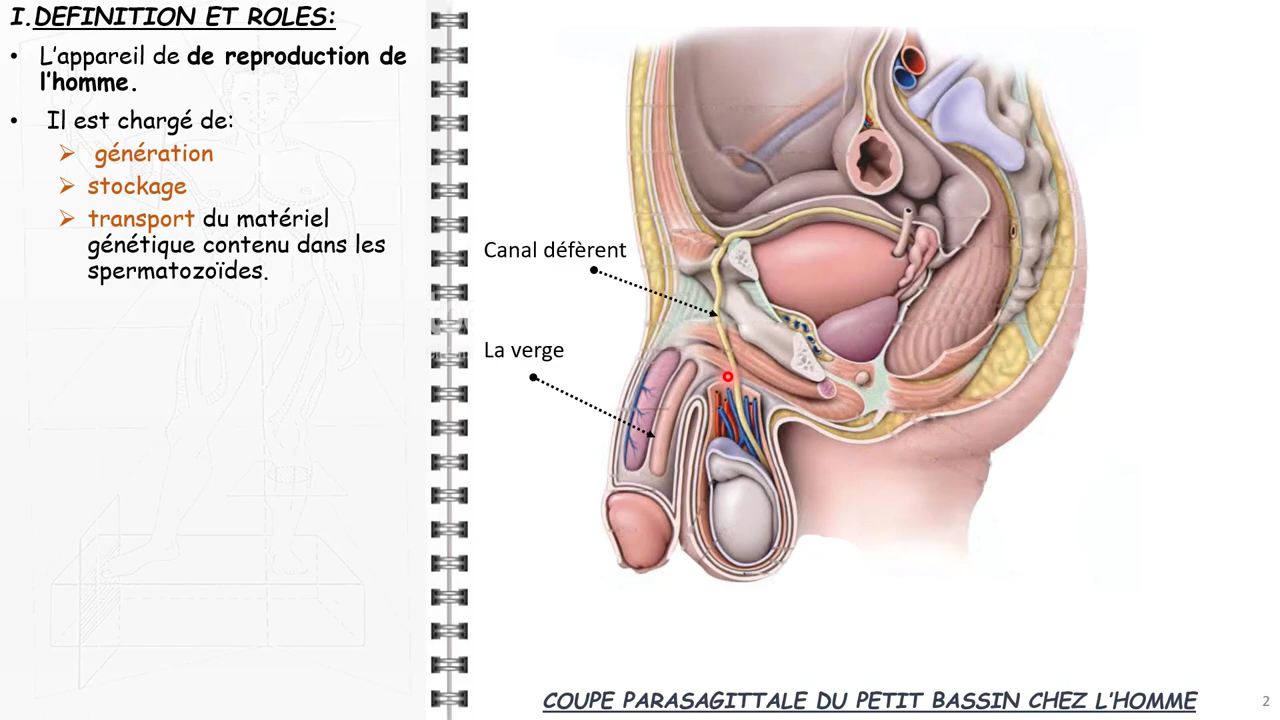 I. DEFINITION ET ROLES:
• L'appareil de de reproduction de
l'homme.
• Il est chargé de:
➢ génération
➢ stockage
➢ transport du matériel
génétique contenu dans les
spermatozoïdes.
Canal défèrent
La verge
COUPE PARASAGITTALE DU PETIT BASSIN CHEZ L'HOMME
2